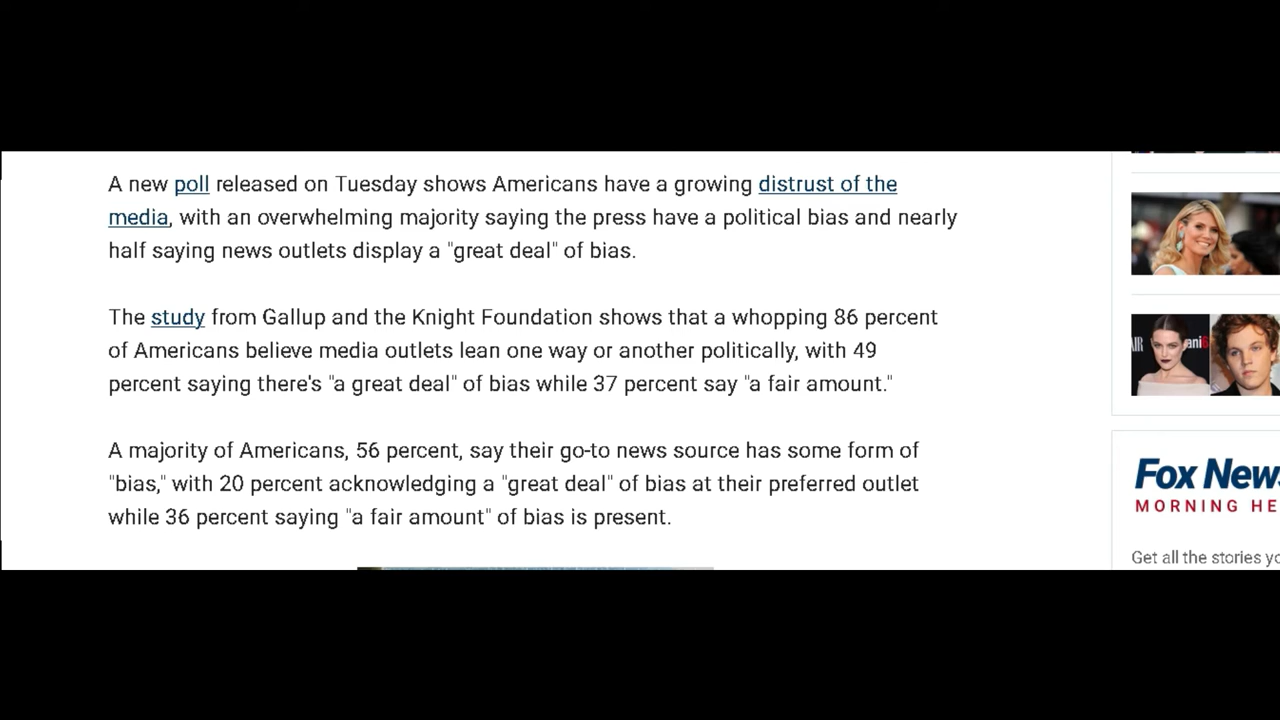 A new poll released on Tuesday shows Americans have a growing distrust of the
media, with an overwhelming majority saying the press have a political bias and nearly
half saying news outlets display a "great deal" of bias.
The study from Gallup and the Knight Foundation shows that a whopping 86 percent
of Americans believe media outlets lean one way or another politically, with 49
percent saying there's "a great deal" of bias while 37 percent say "a fair amount."
A majority of Americans, 56 percent, say their go-to news source has some form of
"bias," with 20 percent acknowledging a "great deal" of bias at their preferred outlet
while 36 percent saying "a fair amount" of bias is present.
Fox News
MORNING HE
Get all the stories